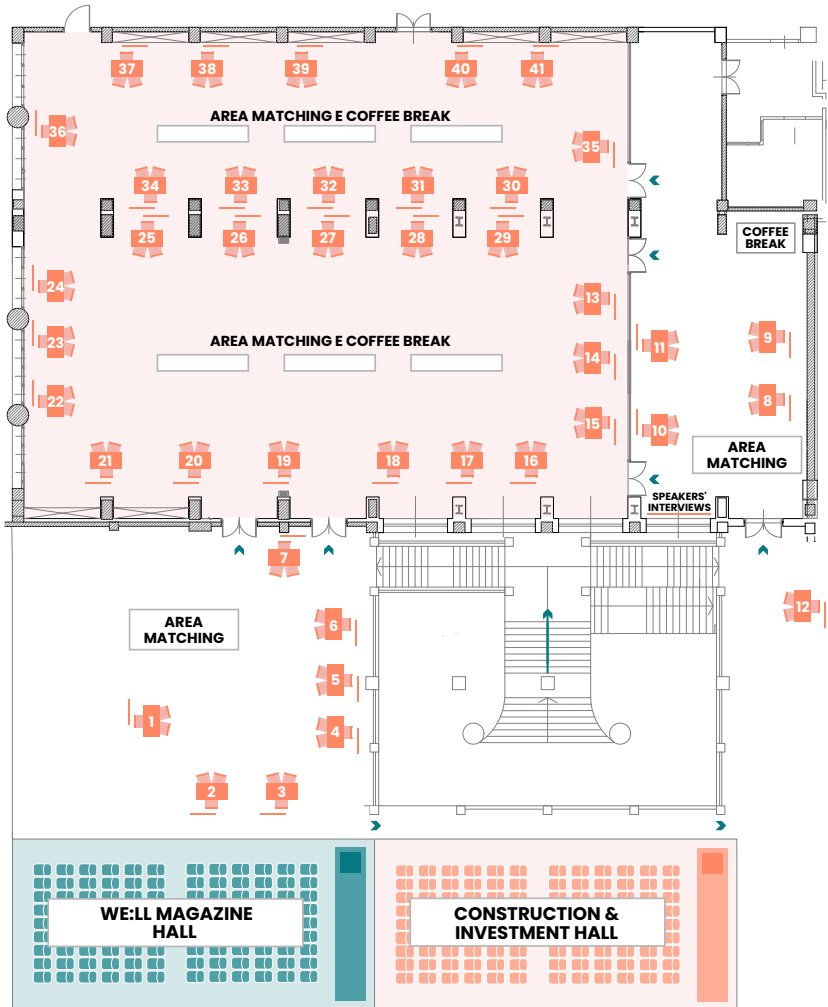 37 38 39 40 41
AREA MATCHING E COFFEE BREAK
36
35
34 33 32 31 30
25 26 27 28 29
COFFEE
BREAK
24
13
23
AREA MATCHING E COFFEE BREAK
11
9
14
22
8
15
10
21 20 19 18 17 16
AREA
MATCHING
SPEAKERS'
INTERVIEWS
7
12
AREA
MATCHING
6
5
1
4
2 3
WE:LL MAGAZINE
HALL
CONSTRUCTION &
INVESTMENT HALL